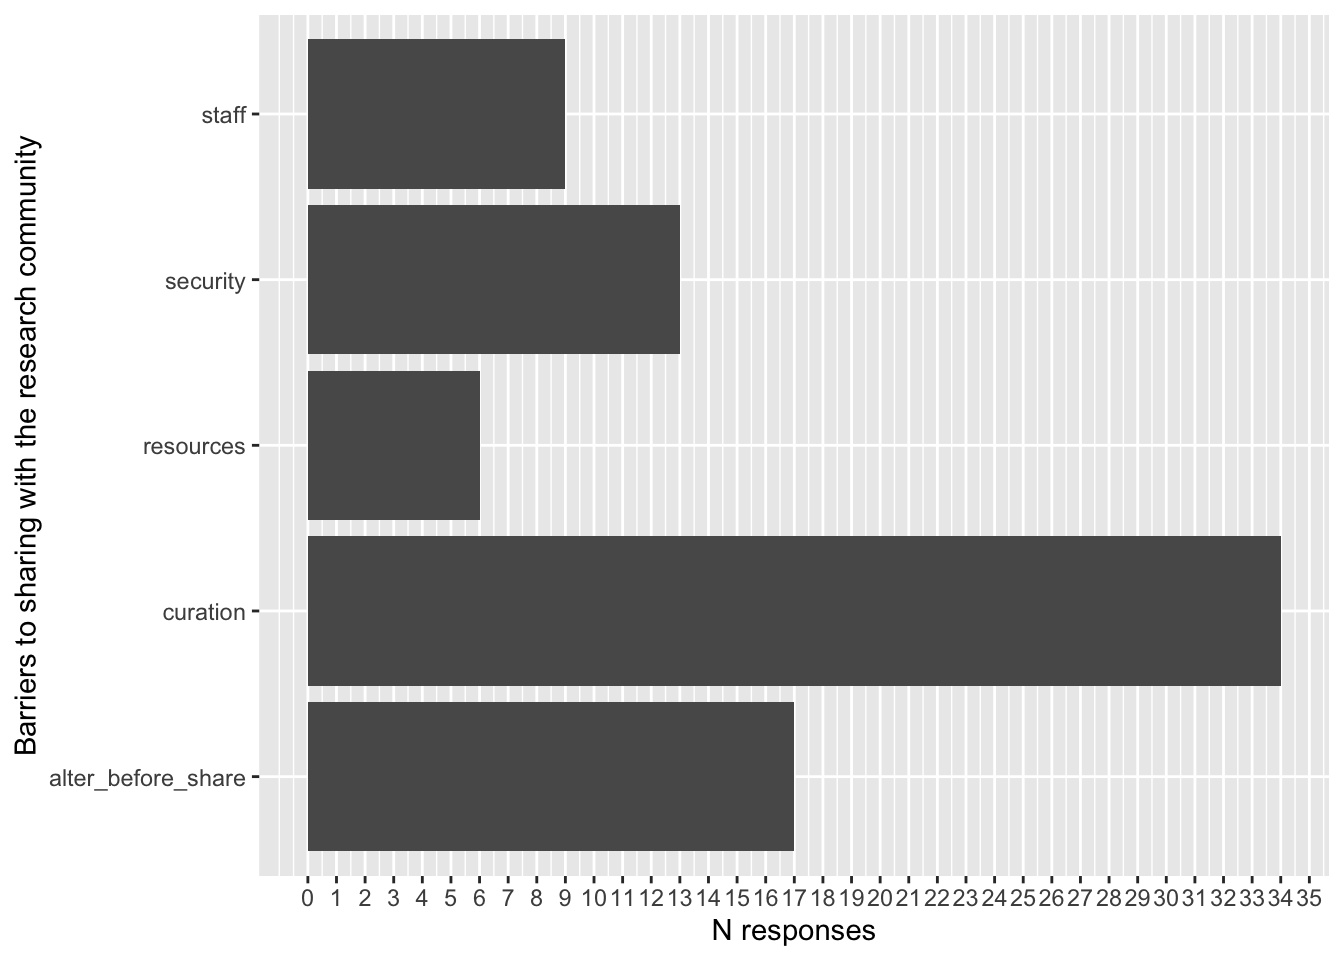 Barriers to sharing with the research community
staff
security
resources
curation
alter_before_share
0 1 2 3 4 5 6 7 8 9 10 11 12 13 14 15 16 17 18 19 20 21 22 23 24 25 26 27 28 29 30 31 32 33 34 35
N responses